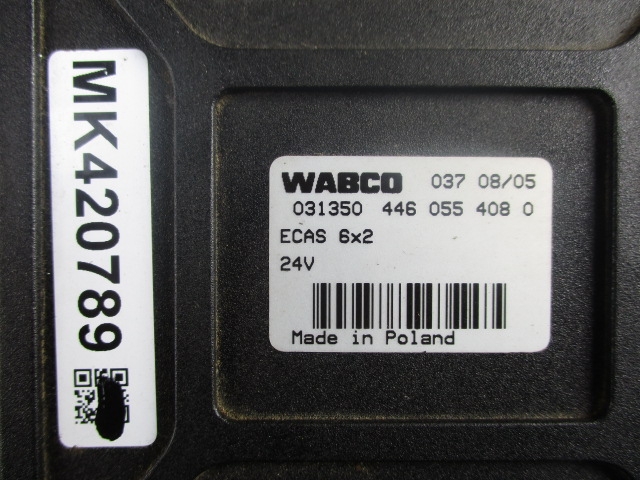 MK420789
WABCO 037 08/05
031350 446 055 408 0
ECAS 6x2
24V
Made in Poland